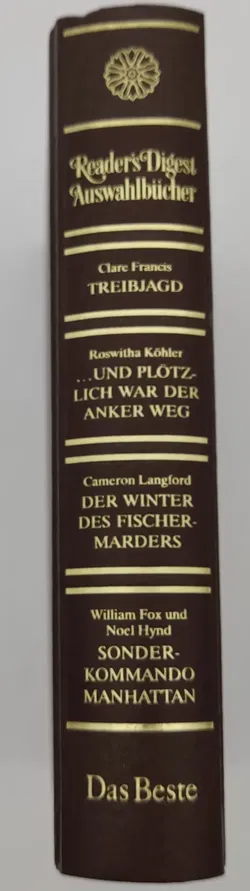 Reader's Digest
Auswahlbücher
Clare Francis
TREIBJAGD
Roswitha Köhler
...UND PLÖTZ-
LICH WAR DER
ANKER WEG
Cameron Langford
DER WINTER
DES FISCHER-
MARDERS
William Fox und
Noel Hynd
SONDER-
KOMMANDO
MANHATTAN
Das Beste